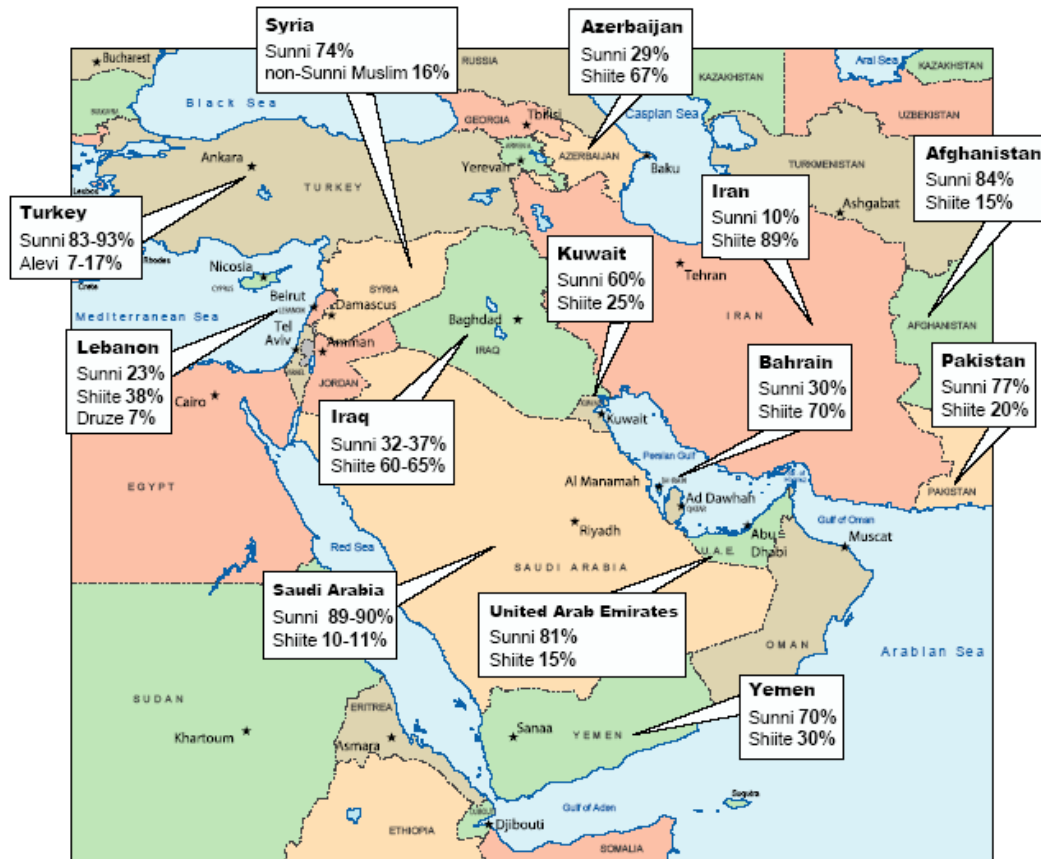 Syria
Sunni 74%
non-Sunni Muslim 16%
Azerbaijan
Sunni 29%
Shiite 67%
Afghanistan
Sunni 84%
Shiite 15%
Iran
Sunni 10%
Shiite 89%
Turkey
Sunni 83-93%
Alevi 7-17%
Kuwait
Sunni 60%
Shiite 25%
Lebanon
Sunni 23%
Shiite 38%
Druze 7%
Iraq
Sunni 32-37%
Shiite 60-65%
Bahrain
Sunni 30%
Shiite 70%
Pakistan
Sunni 77%
Shiite 20%
Saudi Arabia
Sunni 89-90%
Shiite 10-11%
United Arab Emirates
Sunni 81%
Shiite 15%
Yemen
Sunni 70%
Shiite 30%
Bucharest
Black Sea
RUSSIA
KAZAKHSTAN
Aral Sea
KAZAKHSTAN
UZBEKISTAN
GEORGIA
Tbilisi
Caspian Sea
Yerevan
AZERBAIJAN
Baku
TURKMENISTAN
Ashgabat
Ankara
TURKEY
Rhodes
Crete
Nicosia
CYPRUS
Mediterranean Sea
Beirut
LEBANON
SYRIA
Damascus
Tel
Aviv
Amman
JORDAN
Baghdad
IRAQ
Tehran
IRAN
AFGHANISTAN
PAKISTAN
Cairo
EGYPT
Kuwait
Persian Gulf
Al Manamah
Ad Dawhah
QATAR
Abu
Dhabi
U.A.E.
Gulf of Oman
Muscat
Riyadh
SAUDI ARABIA
Red Sea
OMAN
Arabian Sea
SUDAN
Khartoum
ERITREA
Asmara
Sanaa
YEMEN
Gulf of Aden
Djibouti
ETHIOPIA
SOMALIA